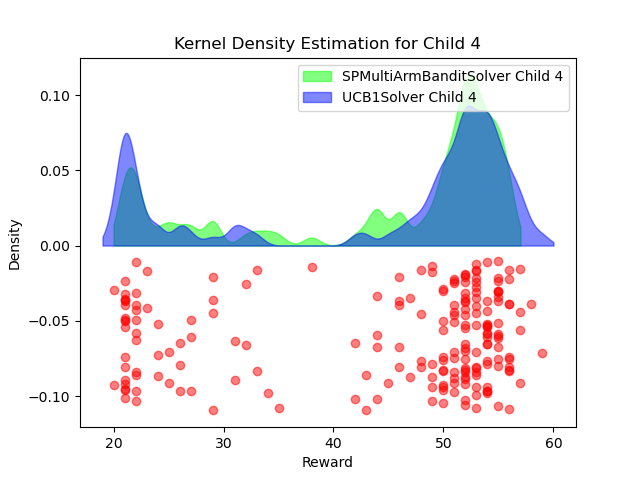 Kernel Density Estimation for Child 4
SPMultiArmBanditSolver Child 4
UCB1Solver Child 4
0.10
0.05
0.00
−0.05
−0.10
Density
20 30 40 50 60
Reward